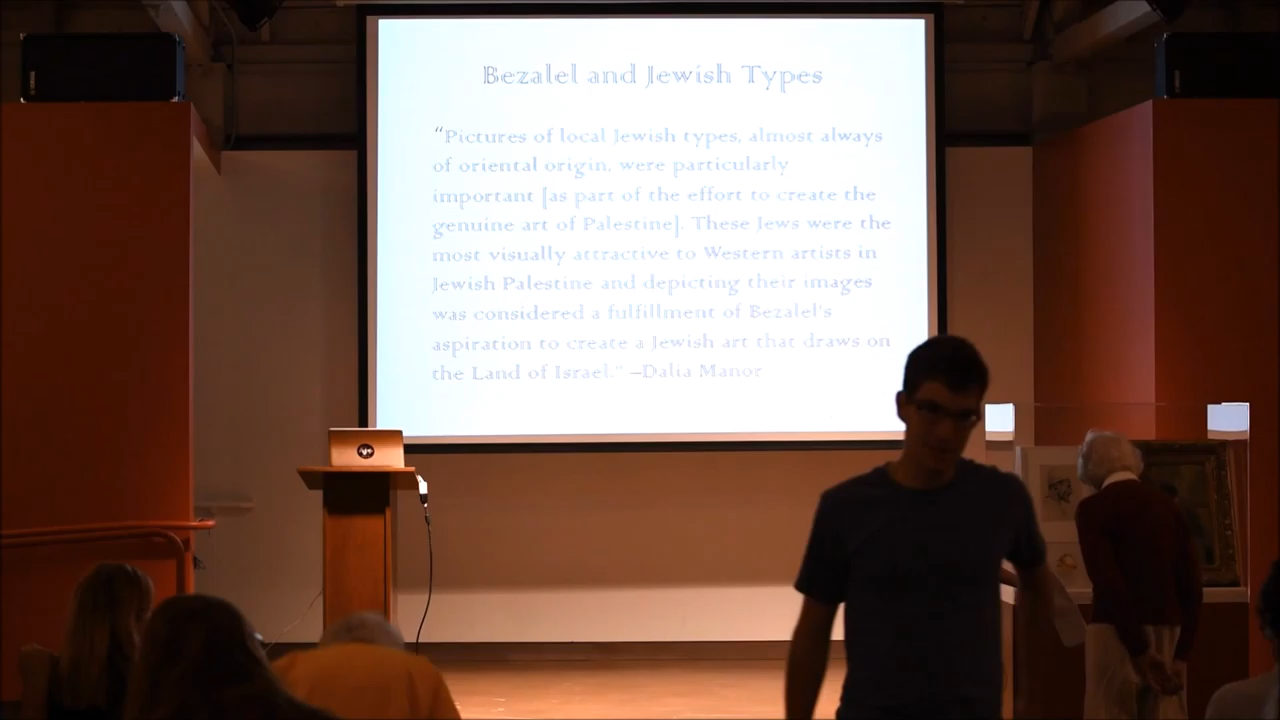 Bezalel and Jewish Types
“Pictures of local Jewish types, almost always
of oriental origin, were particularly
important [as part of the effort to create the
genuine art of Palestine]. These Jews were the
most visually attractive to Western artists in
Jewish Palestine and depicting their images
was considered a fulfillment of Bezalel's
aspiration to create a Jewish art that draws on
the Land of Israel." –Dalia Manor